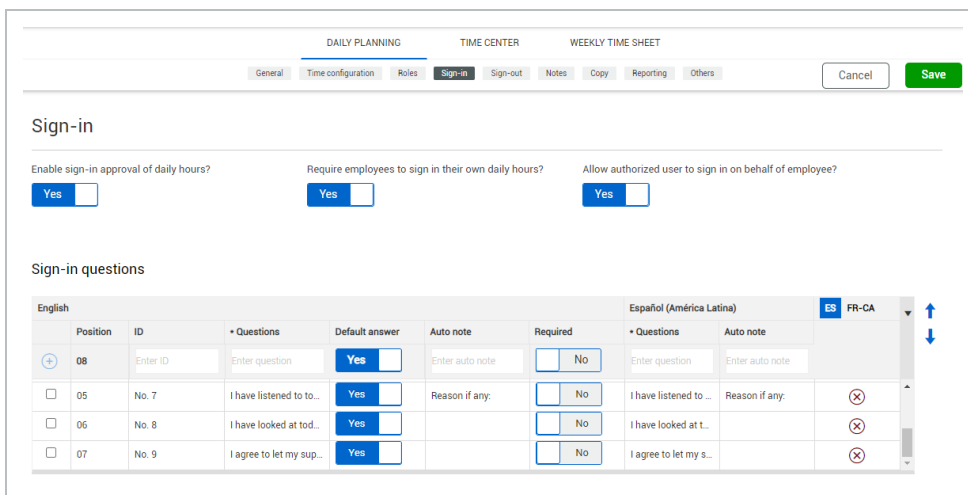 DAILY PLANNING TIME CENTER WEEKLY TIME SHEET
General Time configuration Roles Sign-in Sign-out Notes Copy Reporting Others Cancel Save
Sign-in
Enable sign-in approval of daily hours? Require employees to sign in their own daily hours? Allow authorized user to sign in on behalf of employee?
Yes Yes Yes
Sign-in questions
English Español (América Latina) ES FR-CA
Position ID • Questions Default answer Auto note Required • Questions Auto note
08 Enter ID Enter question Yes Enter auto note No Enter question Enter auto note
05 No. 7 I have listened to to... Yes Reason if any: No I have listened to ... Reason if any:
06 No. 8 I have looked at tod... Yes No I have looked at t...
07 No. 9 I agree to let my sup... Yes No I agree to let my s...